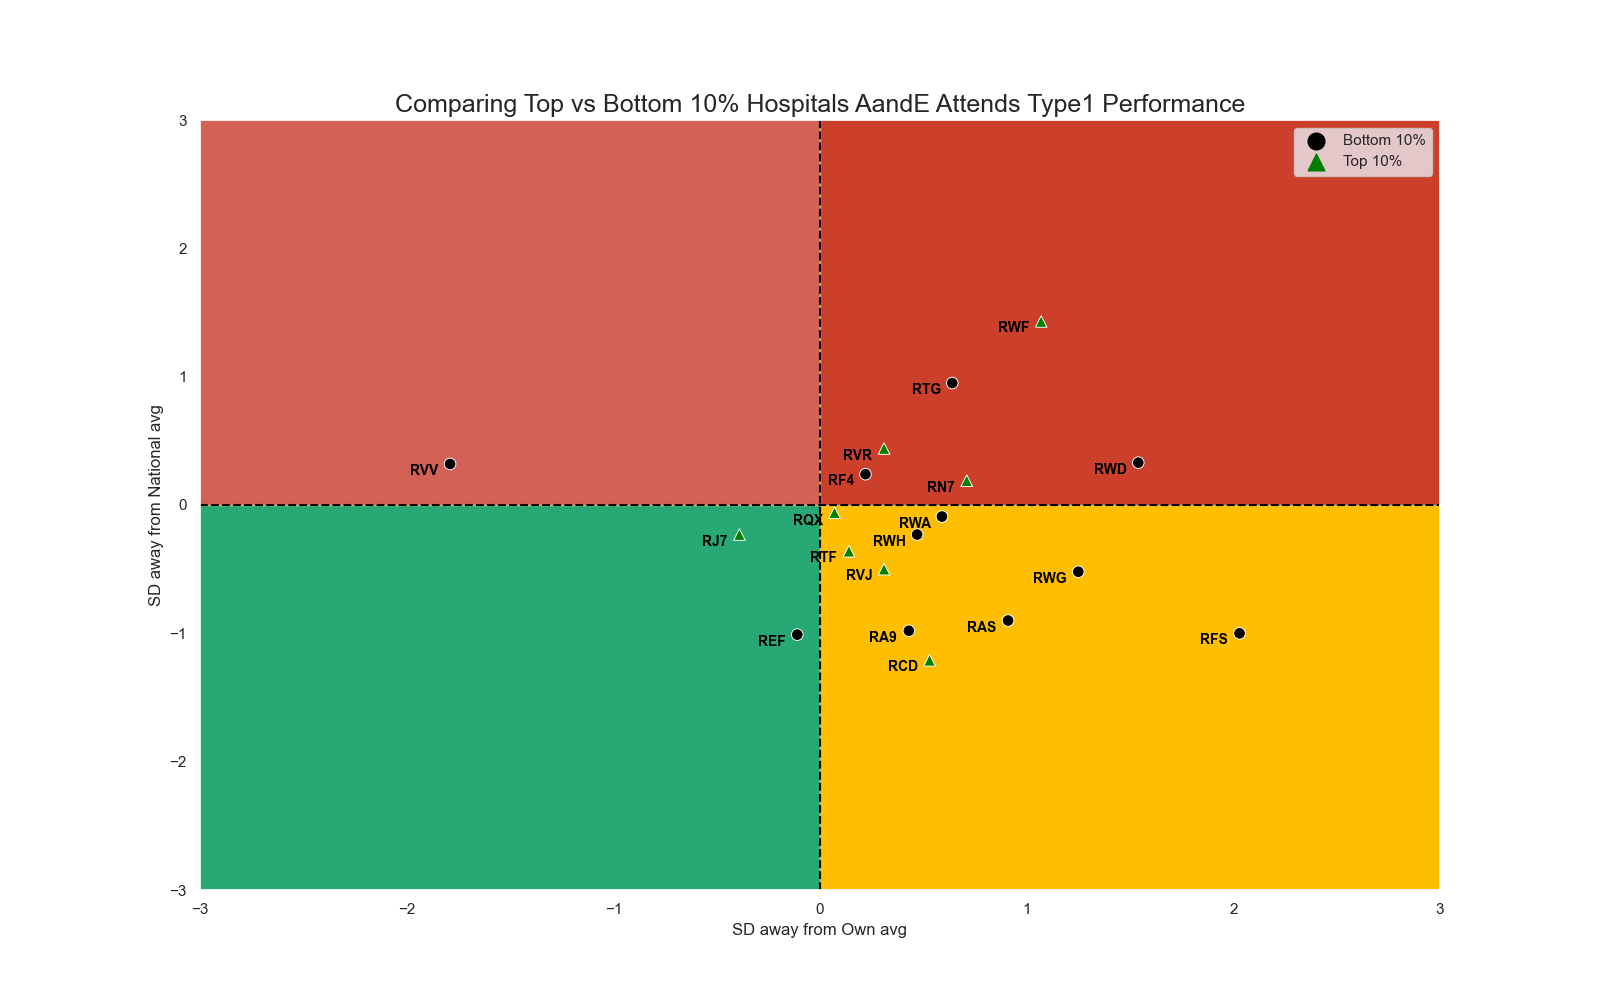 Comparing Top vs Bottom 10% Hospitals AandE Attends Type1 Performance
Bottom 10%
Top 10%
3
2
1
0
−1
−2
−3
SD away from National avg
RWF
RTG
RVR
RVV
RF4
RWD
RN7
RQX
RWA
RJ7
RWH
RTF
RVJ
RWG
RAS
REF
RA9
RFS
RCD
−3
−2
−1
0
1
2
3
SD away from Own avg